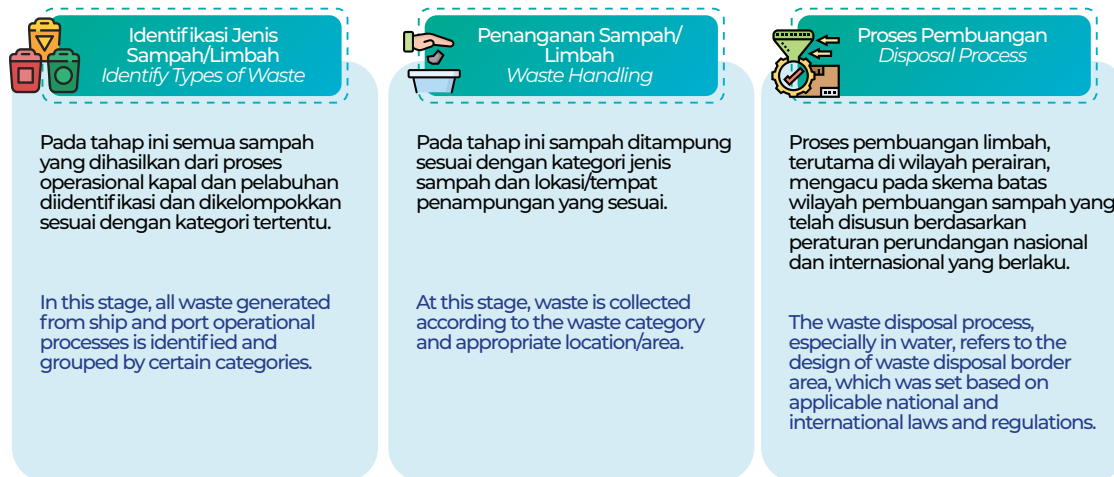 Identifikasi Jenis
Sampah/Limbah
Identify Types of Waste
Pada tahap ini semua sampah
yang dihasilkan dari proses
operasional kapal dan pelabuhan
diidentifikasi dan dikelompokkan
sesuai dengan kategori tertentu.
In this stage, all waste generated
from ship and port operational
processes is identified and
grouped by certain categories.
Penanganan Sampah/
Limbah
Waste Handling
Pada tahap ini sampah ditampung
sesuai dengan kategori jenis
sampah dan lokasi/tempat
penampungan yang sesuai.
At this stage, waste is collected
according to the waste category
and appropriate location/area.
Proses Pembuangan
Disposal Process
Proses pembuangan limbah,
terutama di wilayah perairan,
mengacu pada skema batas
wilayah pembuangan sampah yang
telah disusun berdasarkan
peraturan perundangan nasional
dan internasional yang berlaku.
The waste disposal process,
especially in water, refers to the
design of waste disposal border
area, which was set based on
applicable national and
international laws and regulations.